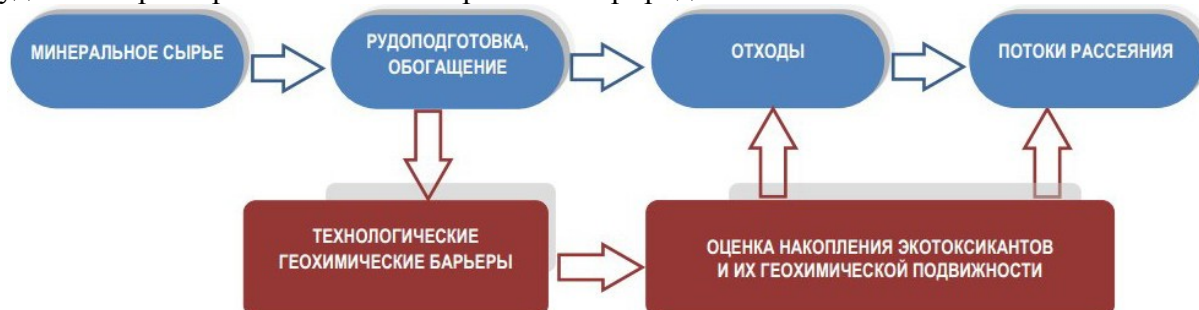 МИНЕРАЛЬНОЕ СЫРЬЕ
РУДОПОДГОТОВКА,
ОБОГАЩЕНИЕ
ОТХОДЫ
ПОТОКИ РАССЕЯНИЯ
ТЕХНОЛОГИЧЕСКИЕ
ГЕОХИМИЧЕСКИЕ БАРЬЕРЫ
ОЦЕНКА НАКОПЛЕНИЯ ЭКОТОКСИКАНТОВ
И ИХ ГЕОХИМИЧЕСКОЙ ПОДВИЖНОСТИ